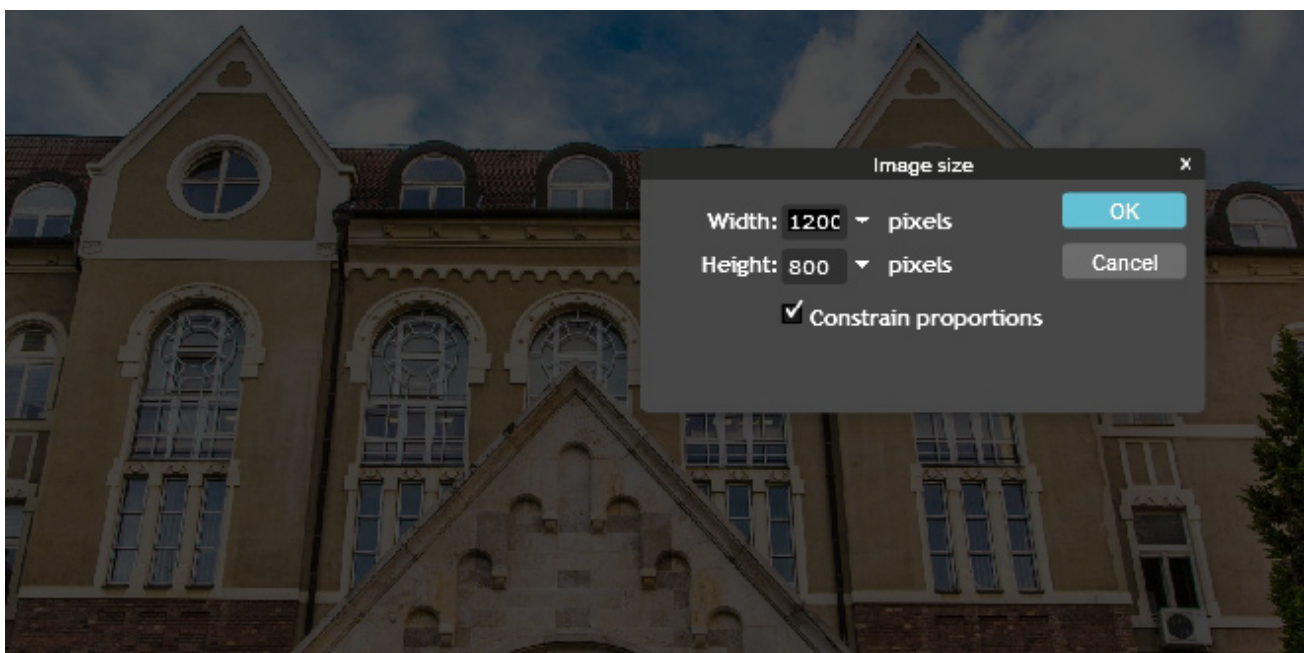 Image size x
Width: 1200 pixels
Height: 800 pixels
Constrain proportions
OK
Cancel